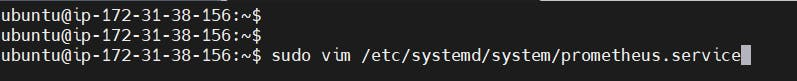 ubuntu@ip-172-31-38-156:~$
ubuntu@ip-172-31-38-156:~$
ubuntu@ip-172-31-38-156:~$ sudo vim /etc/systemd/system/prometheus.service